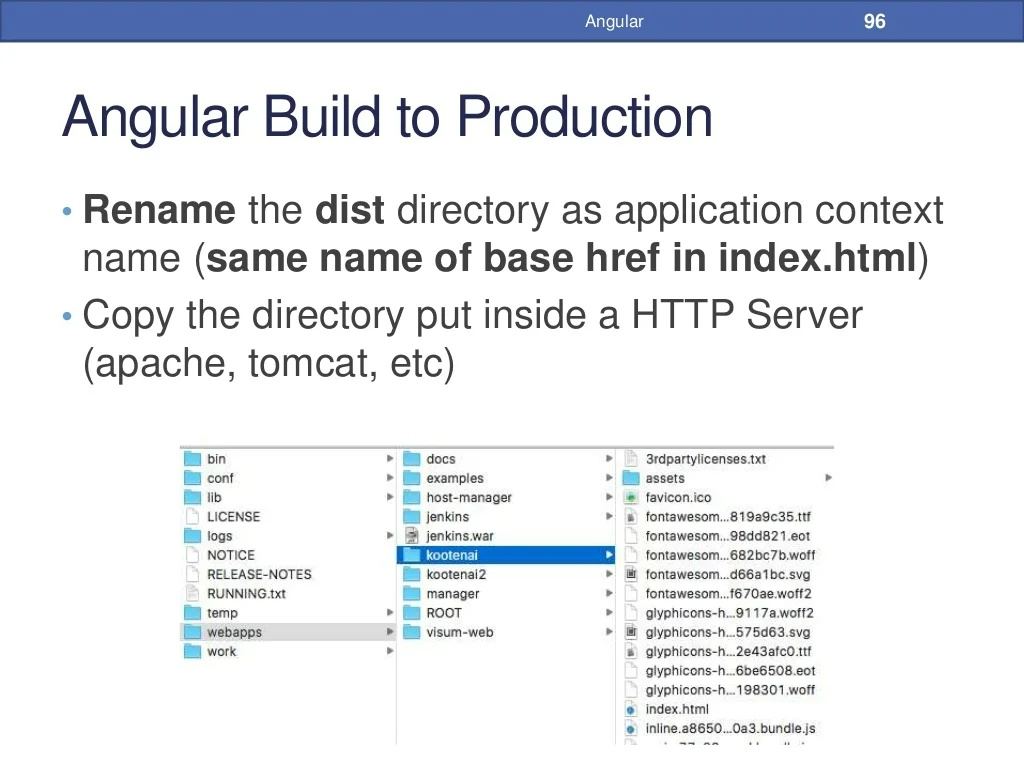 Angular
96
Angular Build to Production
• Rename the dist directory as application context
name (same name of base href in index.html)
• Copy the directory put inside a HTTP Server
(apache, tomcat, etc)
bin
conf
lib
LICENSE
logs
NOTICE
RELEASE-NOTES
RUNNING.txt
temp
webapps
work
docs
examples
host-manager
jenkins
jenkins.war
kootenai
kootenai2
manager
ROOT
visum-web
3rdpartylicenses.txt
assets
favicon.ico
fontawesom...819a9c35.ttf
fontawesom...98dd821.eot
fontawesom...682bc7b.woff
fontawesom...d66a1bc.svg
fontawesom...f670ae.woff2
glyphicons-h...9117a.woff2
glyphicons-h...575d63.svg
glyphicons-h...2e43afc0.ttf
glyphicons-h...6be6508.eot
glyphicons-h...198301.woff
index.html
inline.a8650...0a3.bundle.js